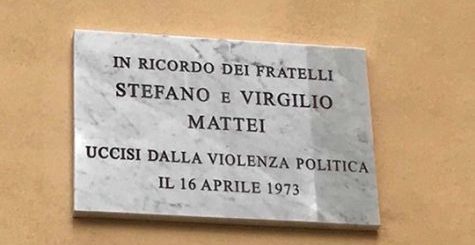 IN RICORDO DEI FRATELLI
STEFANO E VIRGILIO
MATTEI
UCCISI DALLA VIOLENZA POLITICA
IL 16 APRILE 1973